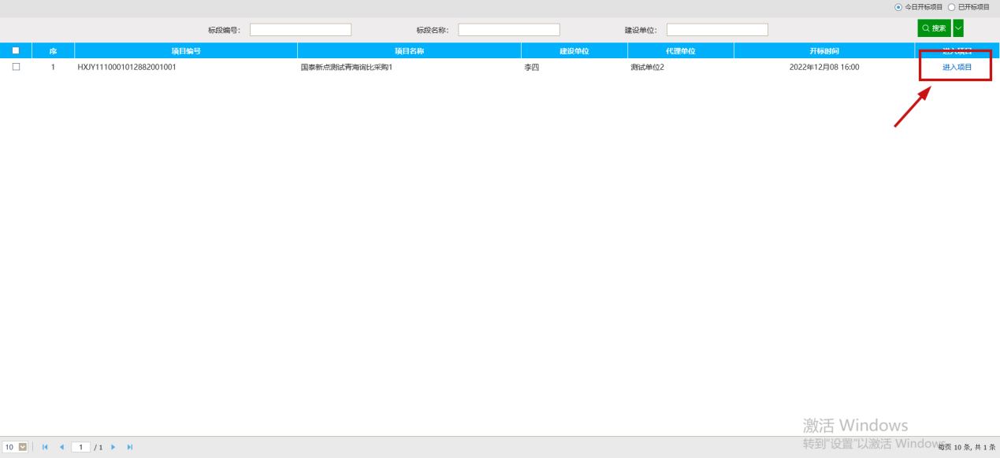 今日开标项目 已开标项目
标段编号: 标段名称: 建设单位: 搜索
序 项目编号 项目名称 建设单位 代理单位 开标时间 进入项目
1 HXJY1110001012882001001 国泰新点测试青海询比采购1 李四 测试单位2 2022年12月08 16:00 进入项目
激活 Windows
转到"设置"以激活 Windows
10 1 / 1 每页 10 条, 共 1 条